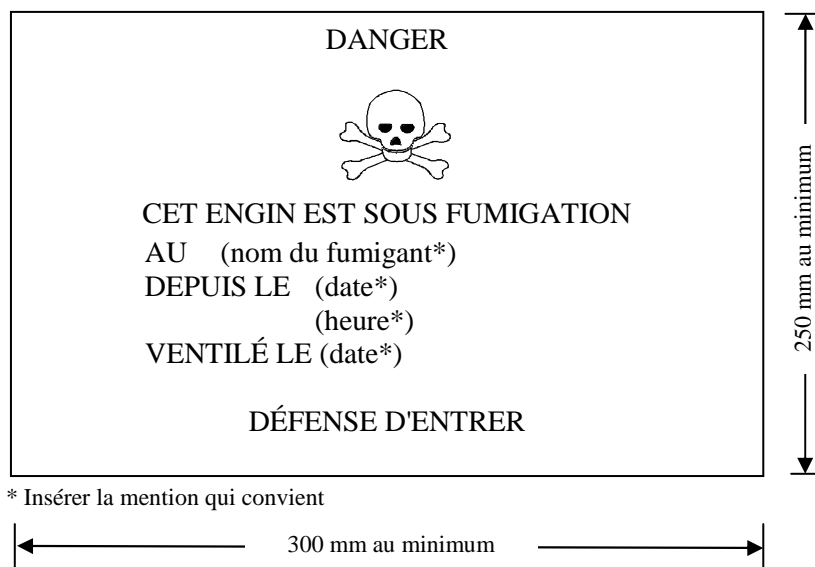 DANGER
CET ENGIN EST SOUS FUMIGATION
AU (nom du fumigant*)
DEPUIS LE (date*)
(heure*)
VENTILÉ LE (date*)
DÉFENSE D'ENTRER
250 mm au minimum
* Insérer la mention qui convient
300 mm au minimum